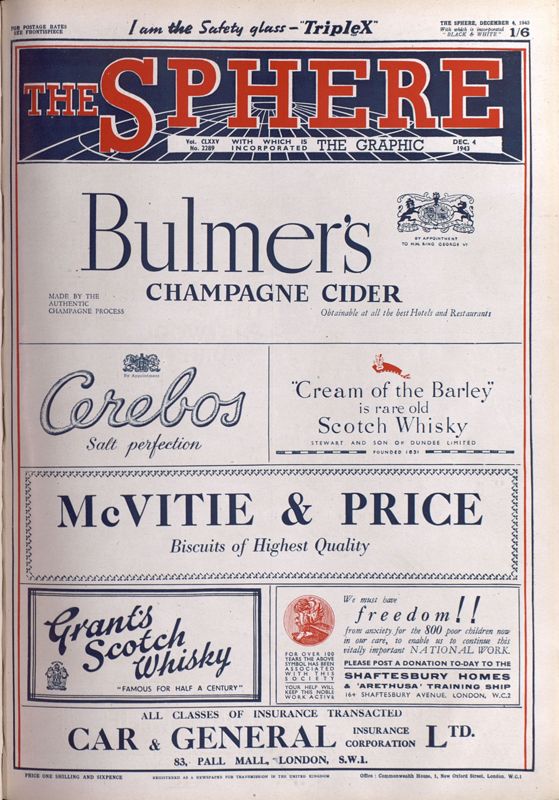 FOR POSTAGE RATES
SEE FRONTISPIECE
I am the Safety glass — "TripleX"
THE SPHERE, DECEMBER 4, 1943
With which is incorporated
"BLACK & WHITE"
1/6
THE SPHERE
Vol. CLXXV
No. 2289
WITH WHICH IS
INCORPORATED
THE GRAPHIC
DEC. 4
1943
Bulmer's
BY APPOINTMENT
TO H.M. KING GEORGE VI
MADE BY THE
AUTHENTIC
CHAMPAGNE PROCESS
CHAMPAGNE CIDER
Obtainable at all the best Hotels and Restaurants
By Appointment
Cerebos
Salt perfection
"Cream of the Barley"
is rare old
Scotch Whisky
STEWART AND SON OF DUNDEE LIMITED
FOUNDED 1831
McVITIE & PRICE
Biscuits of Highest Quality
Grant's
Scotch
Whisky
"FAMOUS FOR HALF A CENTURY"
FOR OVER 100
YEARS THE ABOVE
SYMBOL HAS BEEN
ASSOCIATED
WITH THIS
SOCIETY
YOUR HELP WILL
KEEP THIS NOBLE
WORK ACTIVE
We must have
freedom!!
from anxiety for the 800 poor children now
in our care, to enable us to continue this
vitally important NATIONAL WORK.
PLEASE POST A DONATION TO-DAY TO THE
SHAFTESBURY HOMES
& 'ARETHUSA' TRAINING SHIP
164 SHAFTESBURY AVENUE, LONDON, W.C.2
ALL CLASSES OF INSURANCE TRANSACTED
CAR & GENERAL INSURANCE CORPORATION LTD.
83, PALL MALL, LONDON, S.W.1.
PRICE ONE SHILLING AND SIXPENCE
REGISTERED AS A NEWSPAPER FOR TRANSMISSION IN THE UNITED KINGDOM
Office: Commonwealth House, 1, New Oxford Street, London, W.C.1